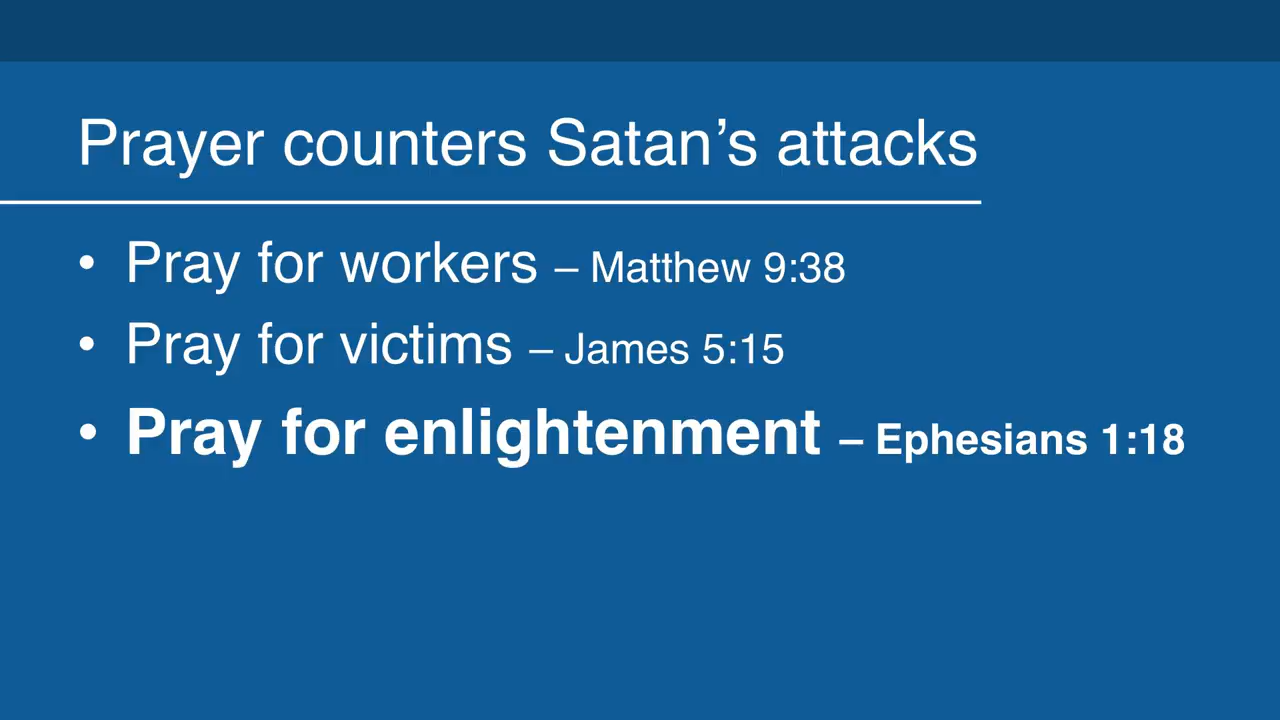 Prayer counters Satan’s attacks
• Pray for workers – Matthew 9:38
• Pray for victims – James 5:15
• Pray for enlightenment – Ephesians 1:18